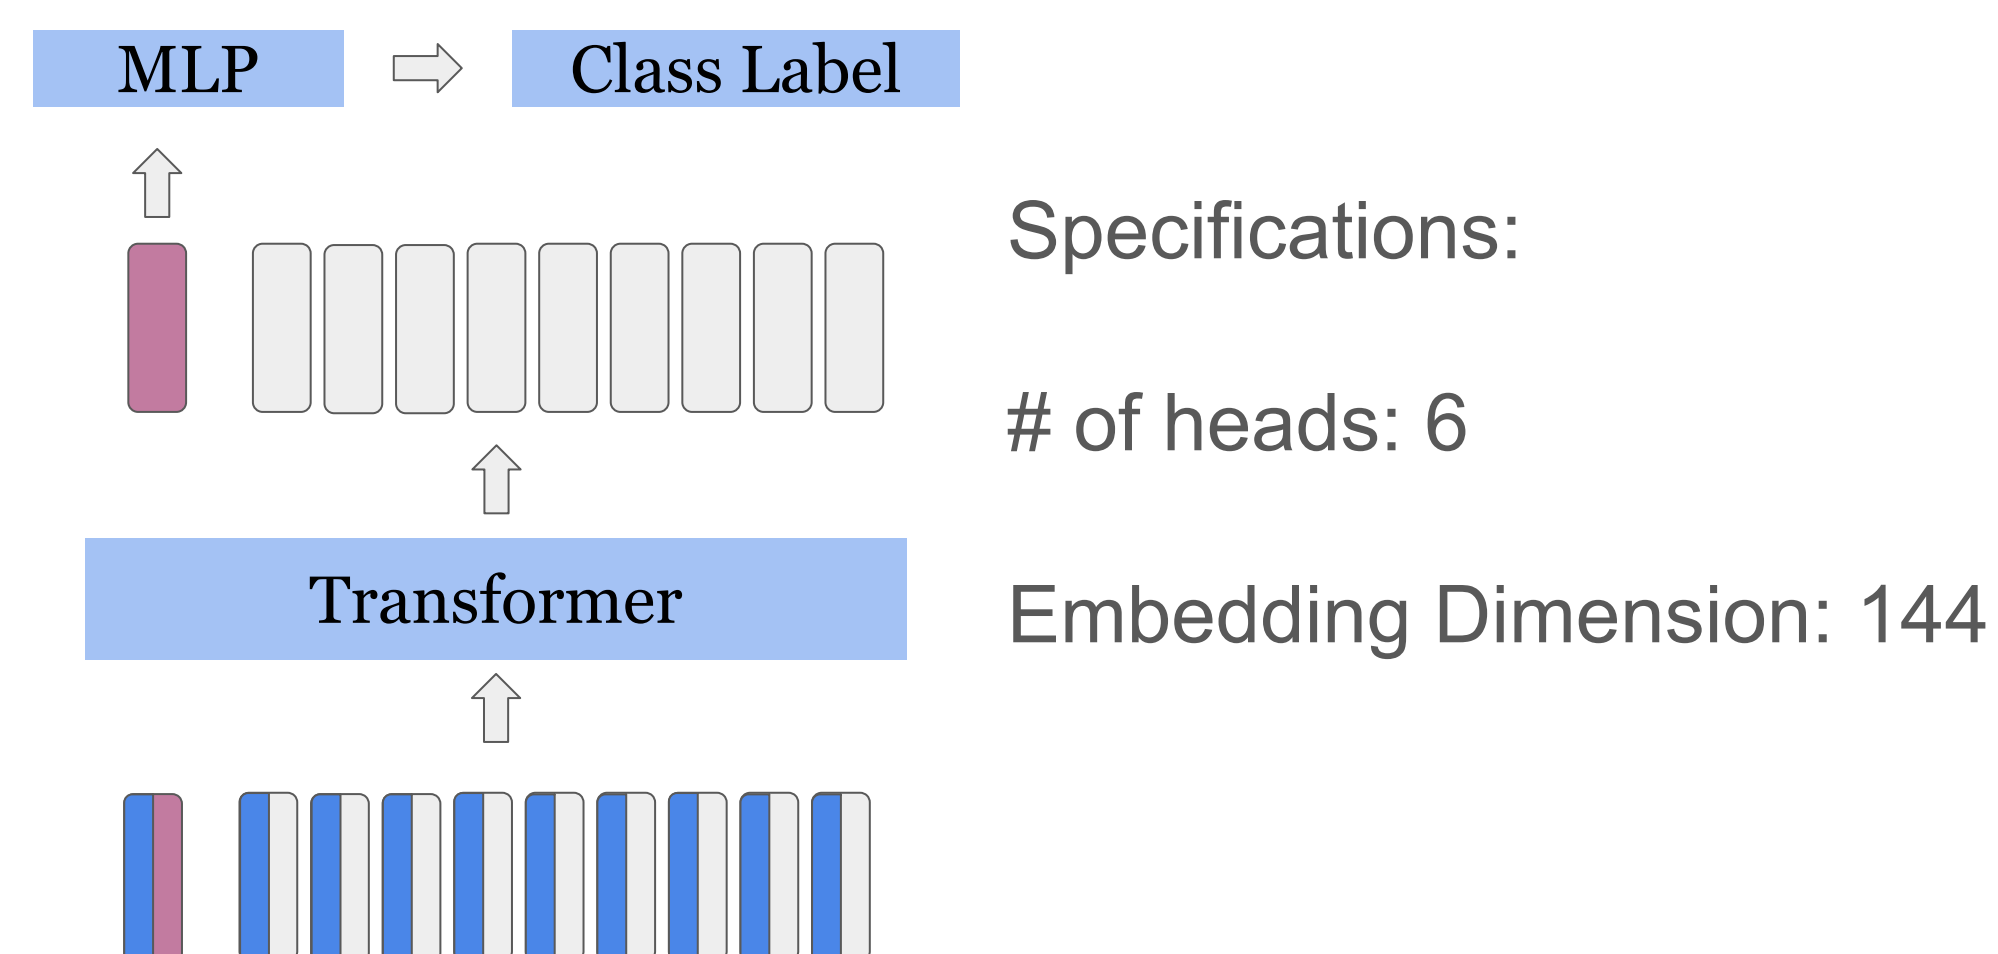 MLP
Class Label
Transformer
Specifications:
# of heads: 6
Embedding Dimension: 144